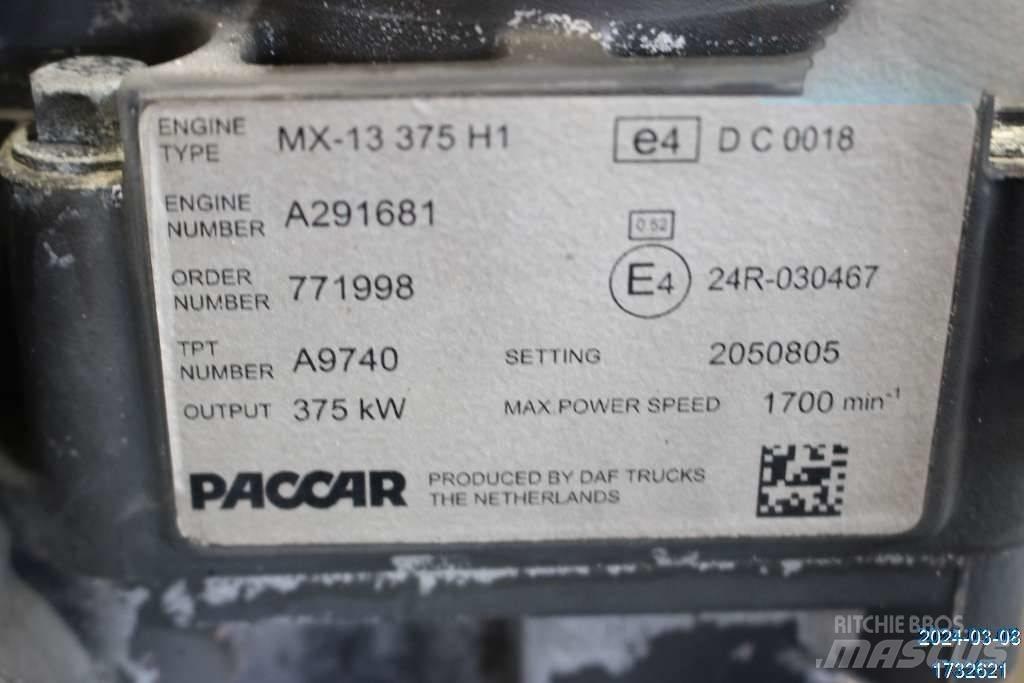 ENGINE TYPE MX-13 375 H1 e4 D C 0018
ENGINE NUMBER A291681
0.52
ORDER NUMBER 771998 E4 24R-030467
TPT NUMBER A9740 SETTING 2050805
OUTPUT 375 kW MAX.POWER SPEED 1700 min-1
PACCAR PRODUCED BY DAF TRUCKS
THE NETHERLANDS
RITCHIE BROS
MASCUS
2024-03-08
1732621